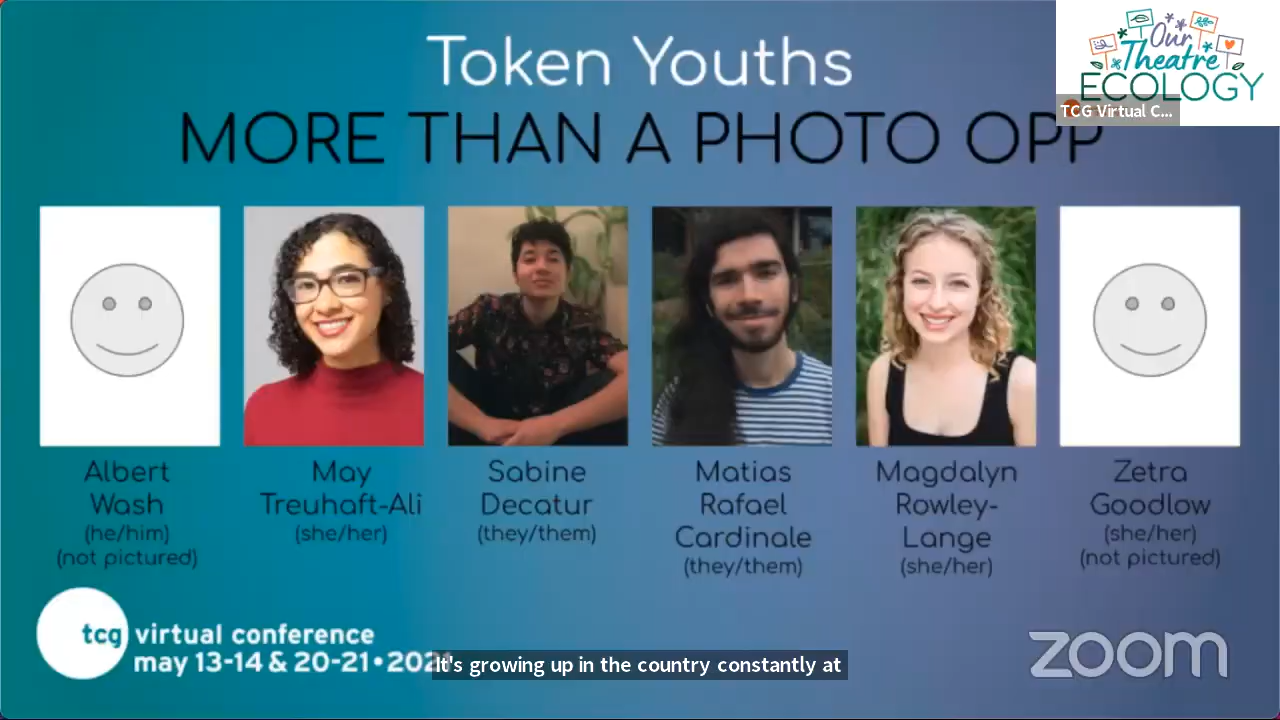 Token Youths
MORE THAN A PHOTO OPP
Our
Theatre
ECOLOGY
TCG Virtual C...
Albert
Wash
(he/him)
(not pictured)
May
Treuhaft-Ali
(she/her)
Sabine
Decatur
(they/them)
Matias
Rafael
Cardinale
(they/them)
Magdalyn
Rowley-
Lange
(she/her)
Zetra
Goodlow
(she/her)
(not pictured)
tcg virtual conference
may 13-14 & 20-21 •
It's growing up in the country constantly at
zoom